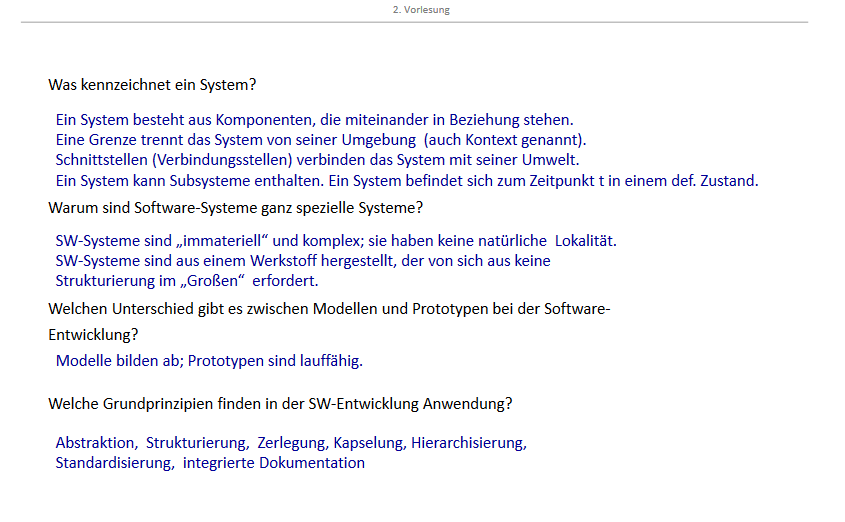 2. Vorlesung
Was kennzeichnet ein System?
Ein System besteht aus Komponenten, die miteinander in Beziehung stehen.
Eine Grenze trennt das System von seiner Umgebung (auch Kontext genannt).
Schnittstellen (Verbindungsstellen) verbinden das System mit seiner Umwelt.
Ein System kann Subsysteme enthalten. Ein System befindet sich zum Zeitpunkt t in einem def. Zustand.
Warum sind Software-Systeme ganz spezielle Systeme?
SW-Systeme sind „immateriell“ und komplex; sie haben keine natürliche Lokalität.
SW-Systeme sind aus einem Werkstoff hergestellt, der von sich aus keine
Strukturierung im „Großen“ erfordert.
Welchen Unterschied gibt es zwischen Modellen und Prototypen bei der Software-
Entwicklung?
Modelle bilden ab; Prototypen sind lauffähig.
Welche Grundprinzipien finden in der SW-Entwicklung Anwendung?
Abstraktion, Strukturierung, Zerlegung, Kapselung, Hierarchisierung,
Standardisierung, integrierte Dokumentation